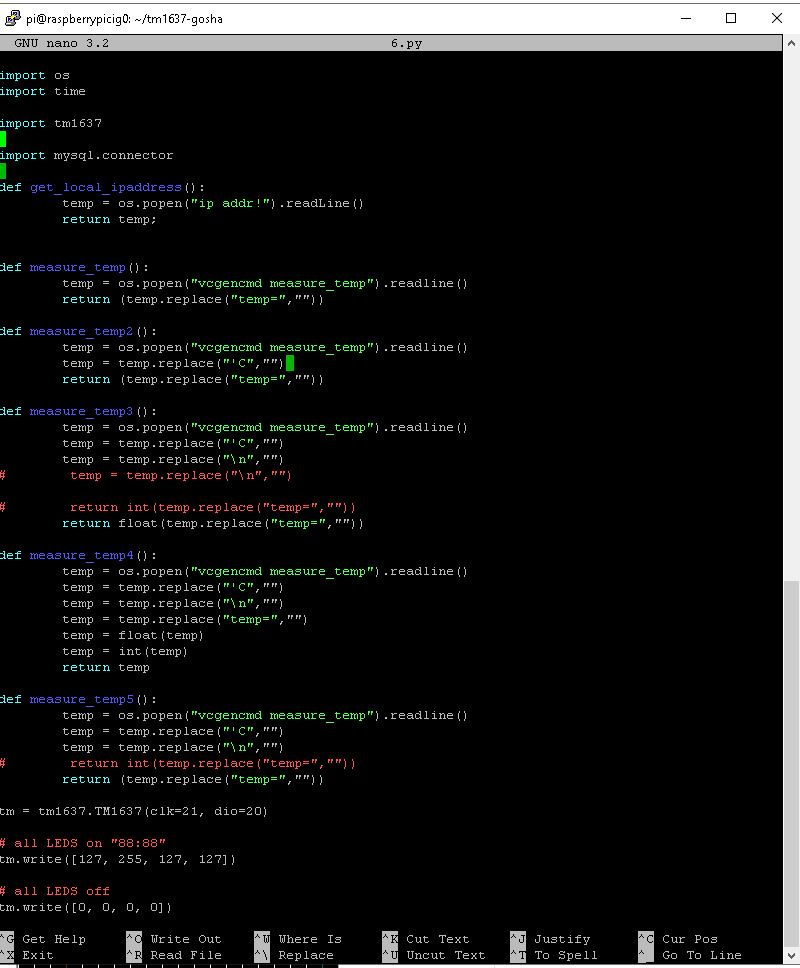 pi@raspberrypicig0: ~/tm1637-gosha
GNU nano 3.2 6.py
import os
import time
import tm1637
import mysql.connector
def get_local_ipaddress():
temp = os.popen("ip addr!").readLine()
return temp;
def measure_temp():
temp = os.popen("vcgencmd measure_temp").readline()
return (temp.replace("temp=",""))
def measure_temp2():
temp = os.popen("vcgencmd measure_temp").readline()
temp = temp.replace("'C","")
return (temp.replace("temp=",""))
def measure_temp3():
temp = os.popen("vcgencmd measure_temp").readline()
temp = temp.replace("'C","")
temp = temp.replace("\n","")
# temp = temp.replace("\n","")
# return int(temp.replace("temp=",""))
return float(temp.replace("temp=",""))
def measure_temp4():
temp = os.popen("vcgencmd measure_temp").readline()
temp = temp.replace("'C","")
temp = temp.replace("\n","")
temp = temp.replace("temp=","")
temp = float(temp)
temp = int(temp)
return temp
def measure_temp5():
temp = os.popen("vcgencmd measure_temp").readline()
temp = temp.replace("'C","")
temp = temp.replace("\n","")
# return int(temp.replace("temp=",""))
return (temp.replace("temp=",""))
tm = tm1637.TM1637(clk=21, dio=20)
# all LEDS on "88:88"
tm.write([127, 255, 127, 127])
# all LEDS off
tm.write([0, 0, 0, 0])
^G Get Help ^O Write Out ^W Where Is ^K Cut Text ^J Justify ^C Cur Pos
^X Exit ^R Read File ^\ Replace ^U Uncut Text ^T To Spell ^_ Go To Line